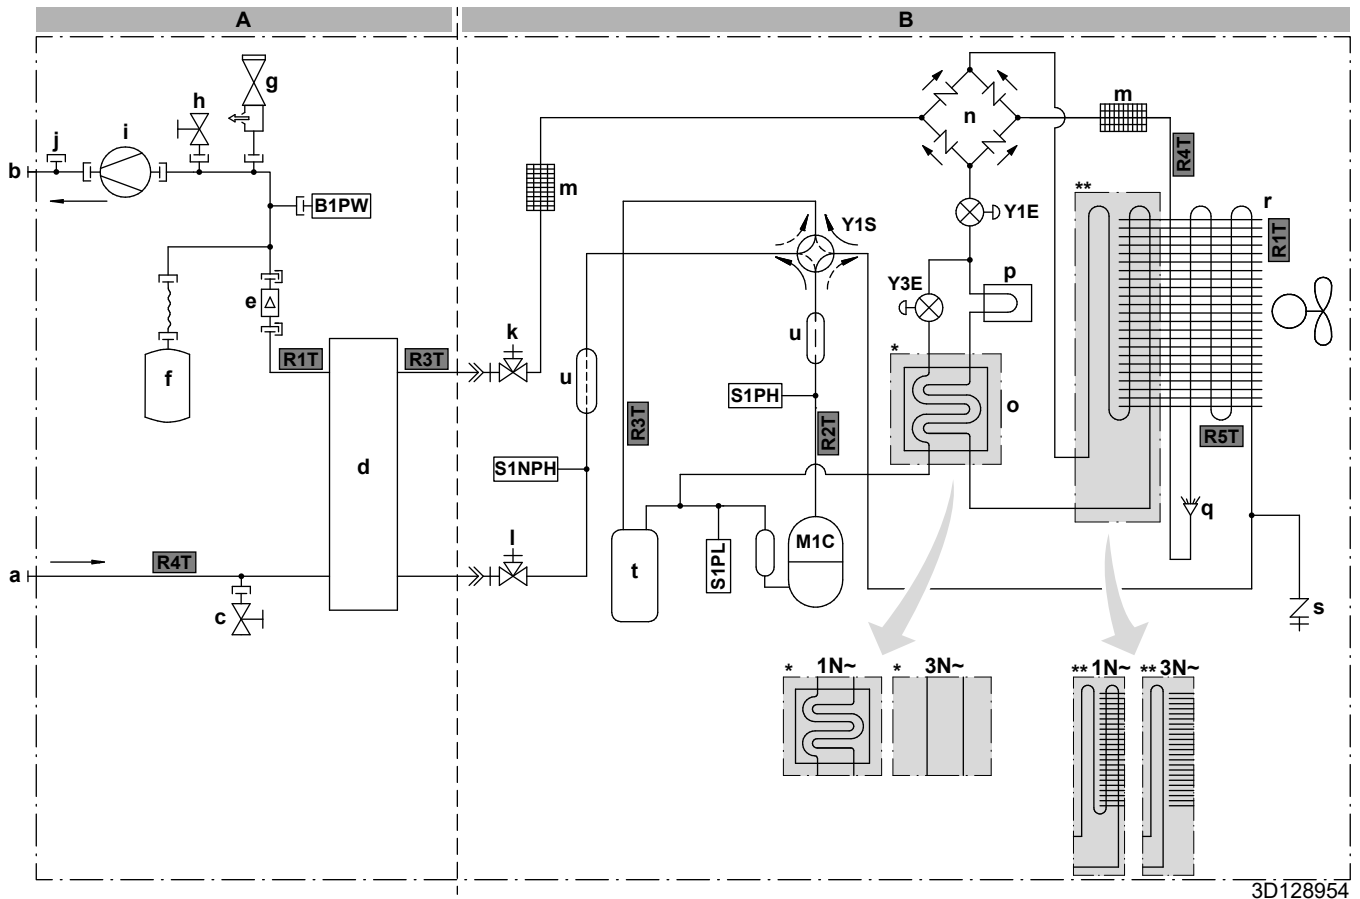 A B
g
h
j i
b
m n m
R4T
B1PW
m
** r
Y1S Y1E R1T
p
e
Y3E
k u
*
R1T R3T
f u
S1PH o
R3T R2T R5T
d S1NPH
q
l M1C
a R4T t S1PL
c s
* 1N~ * 3N~ ** 1N~ ** 3N~
3D128954